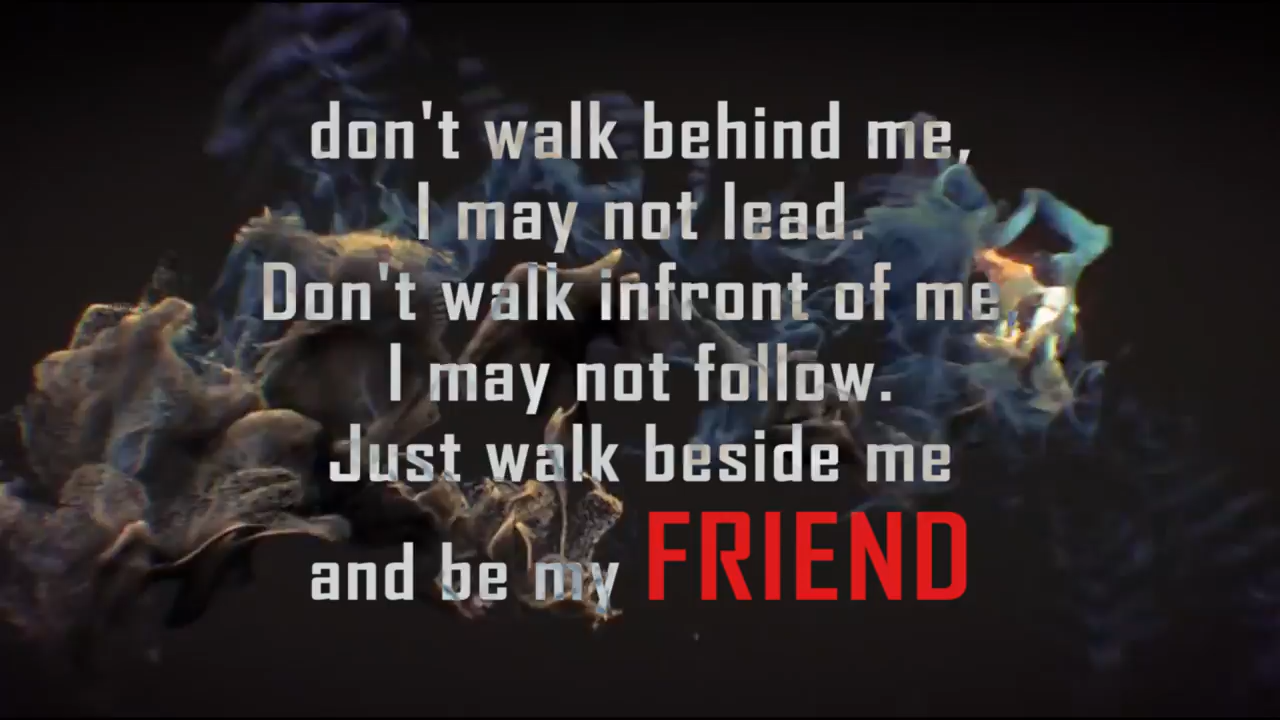 don't walk behind me,
I may not lead.
Don't walk infront of me,
I may not follow.
Just walk beside me
and be my FRIEND